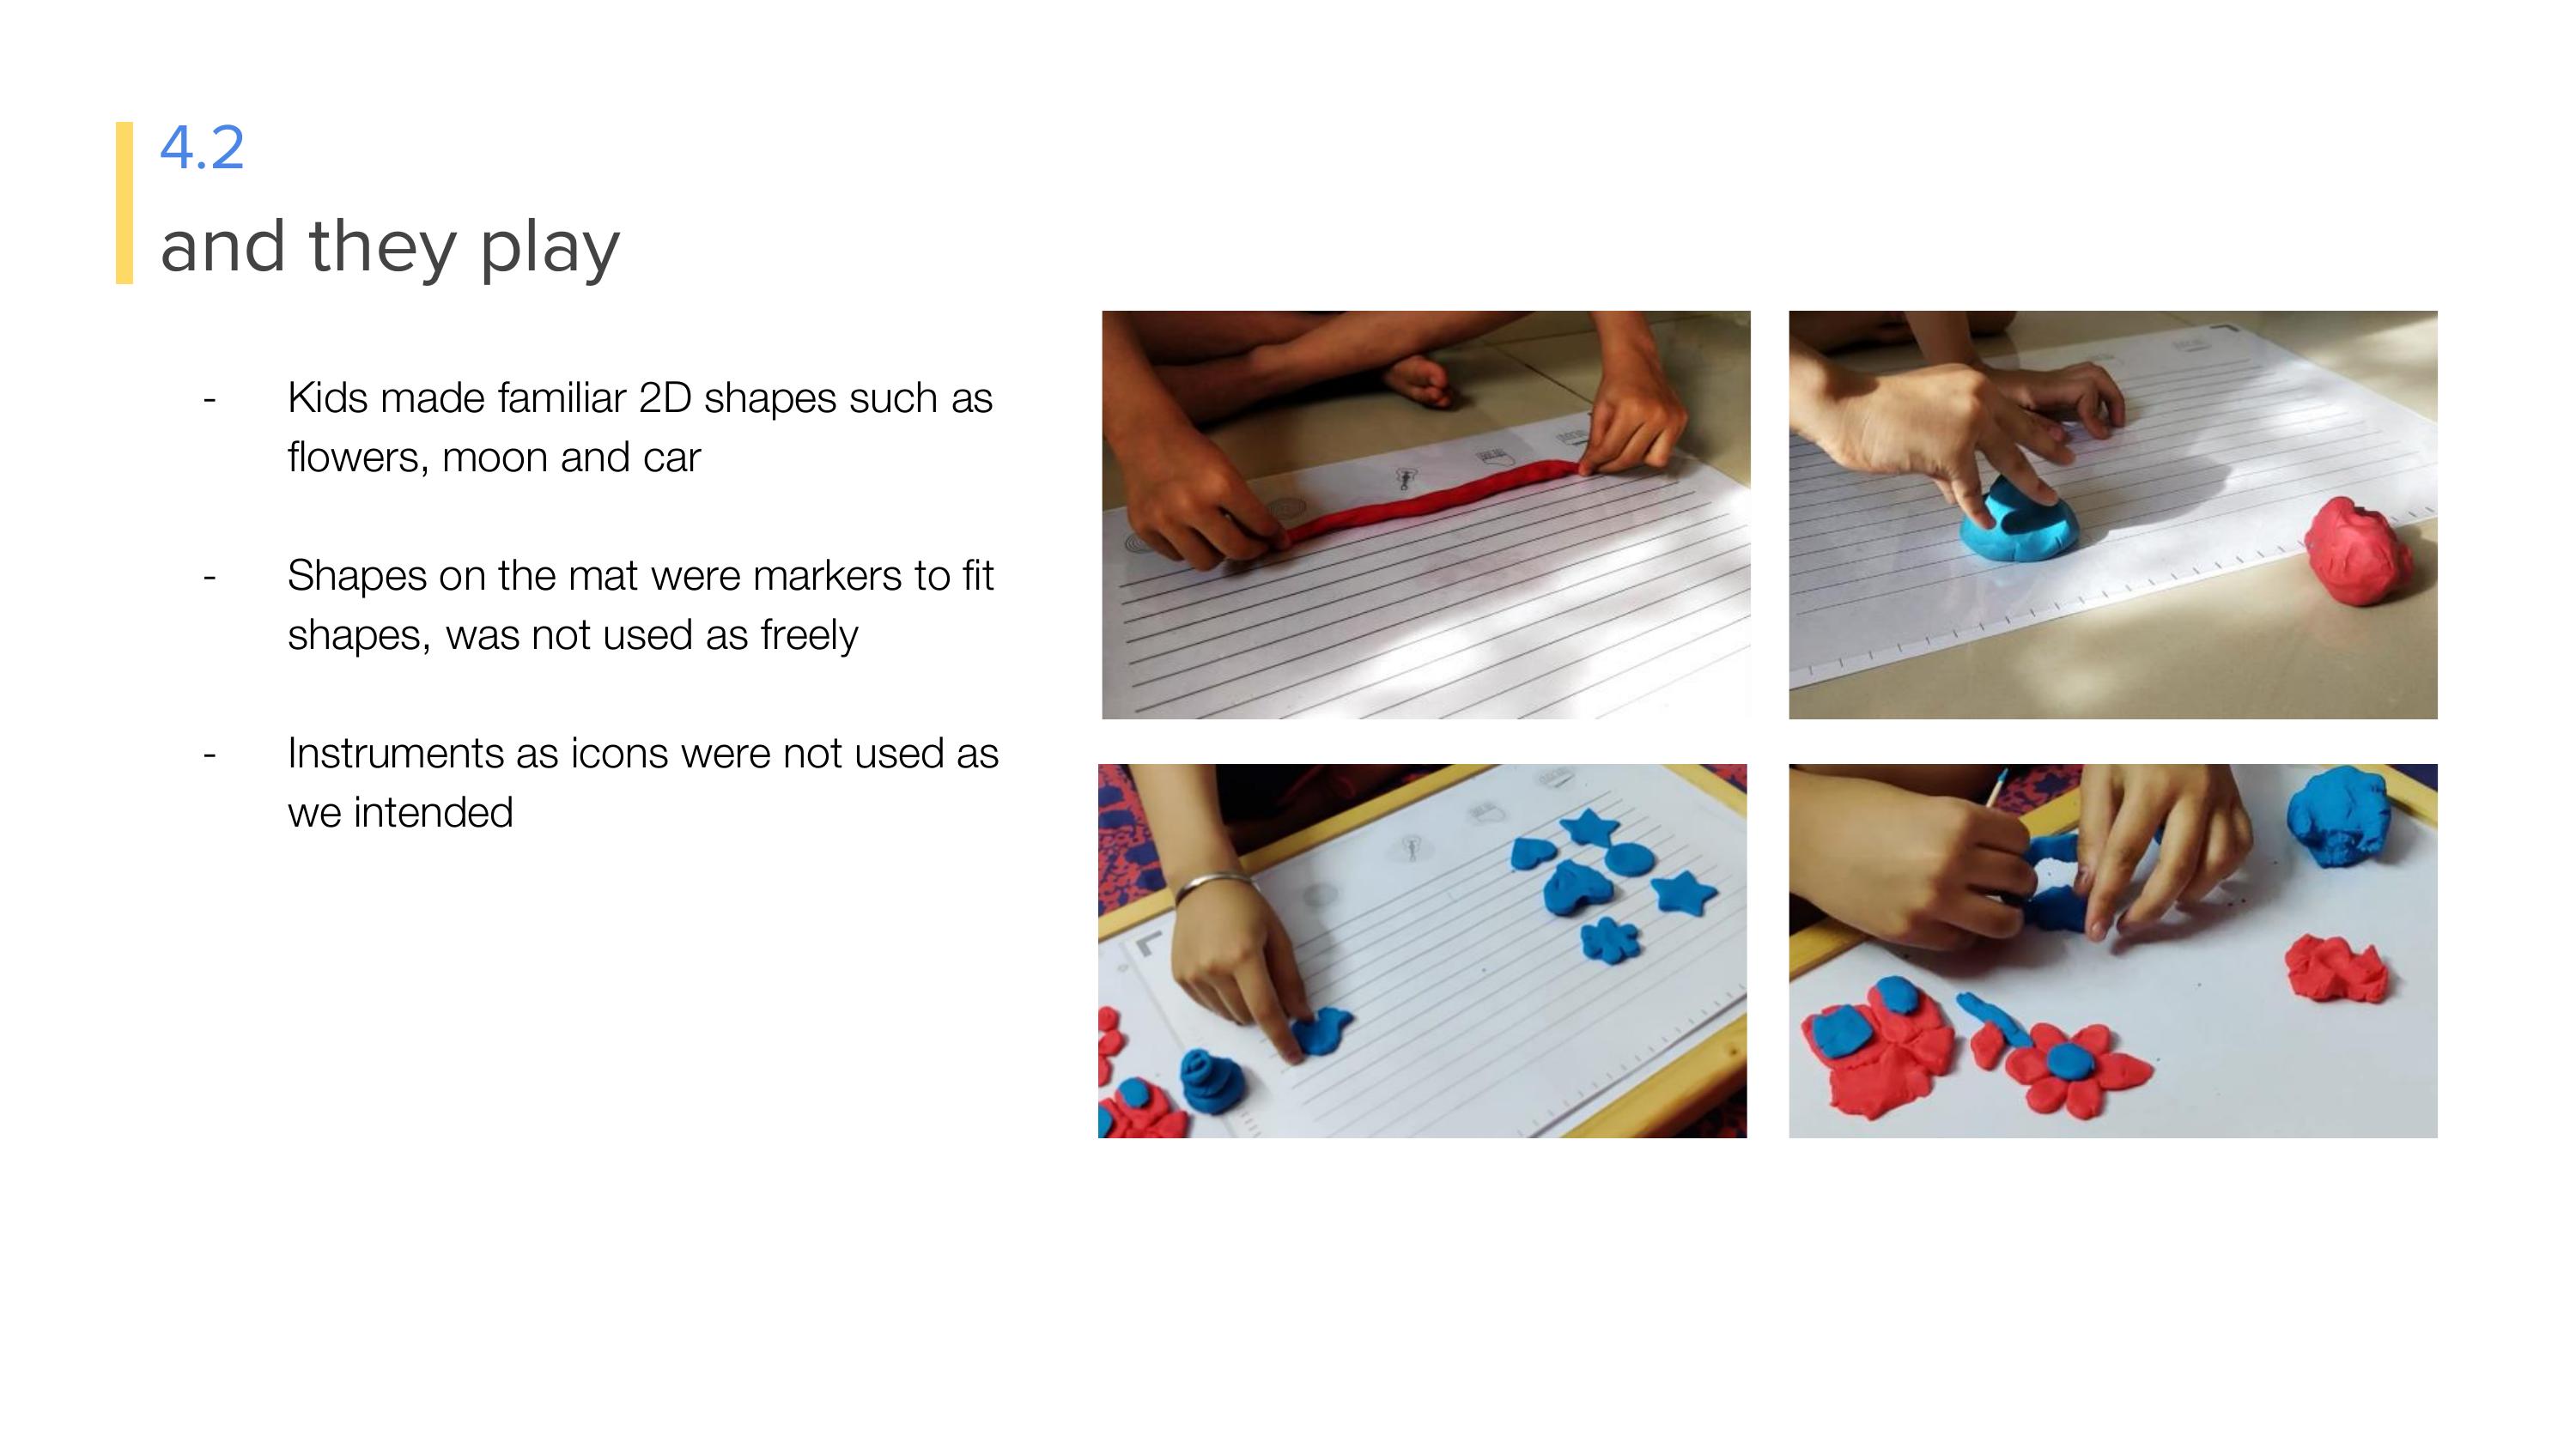 4.2
and they play
- Kids made familiar 2D shapes such as
flowers, moon and car
- Shapes on the mat were markers to fit
shapes, was not used as freely
- Instruments as icons were not used as
we intended